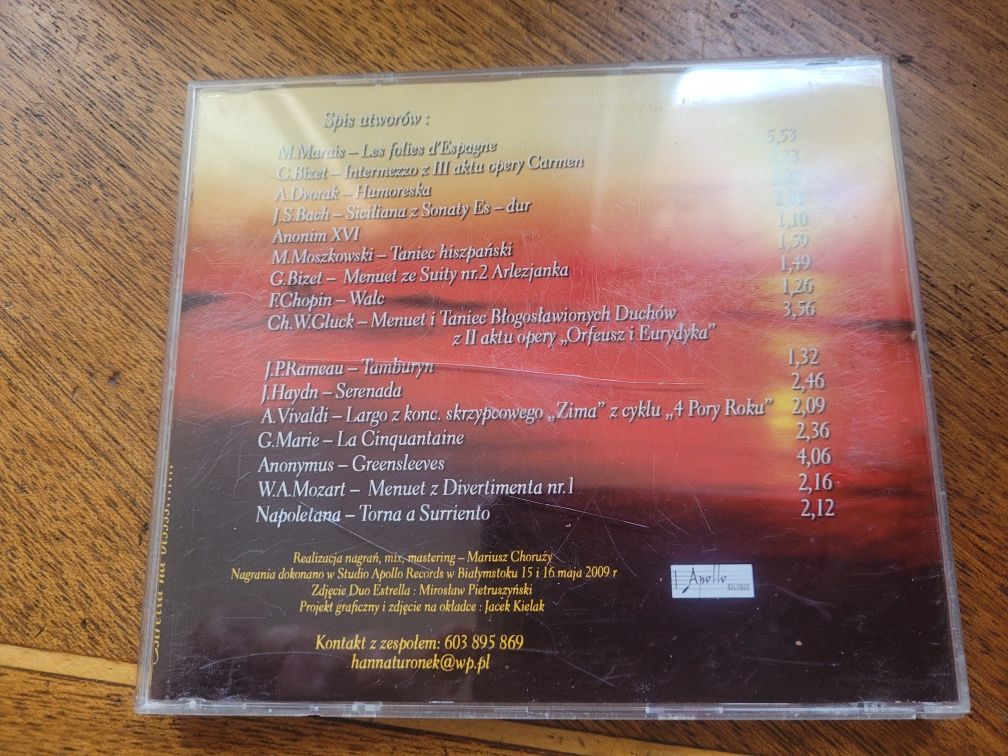 Spis utworów :
M.Marais – Les folies d'Espagne 5,53
G.Bizet – Intermezzo z III aktu opery Carmen
A.Dvorak – Humoreska
J.S.Bach – Siciliana z Sonaty Es – dur 2,08
Anonim XVI 1,10
M.Moszkowski – Taniec hiszpański 1,59
G.Bizet – Menuet ze Suity nr.2 Arlezjanka 1,49
F.Chopin – Walc 1,26
Ch.W.Gluck – Menuet i Taniec Błogosławionych Duchów 3,56
z II aktu opery „Orfeusz i Eurydyka”
J.P.Rameau – Tamburyn 1,32
J.Haydn – Serenada 2,46
A.Vivaldi – Largo z konc. skrzypcowego „Zima” z cyklu „4 Pory Roku” 2,09
G.Marie – La Cinquantaine 2,36
Anonymus – Greensleeves 4,06
W.A.Mozart – Menuet z Divertimenta nr.1 2,16
Napoletana – Torna a Surriento 2,12
Realizacja nagrań, mix, mastering – Mariusz Choruży
Nagrania dokonano w Studio Apollo Records w Białymstoku 15 i 16 maja 2009 r
Zdjęcie Duo Estrella : Mirosław Pietruszyński
Projekt graficzny i zdjęcie na okładce : Jacek Kielak
Kontakt z zespołem: 603 895 869
hannaturonek@wp.pl
Apollo
RECORDS